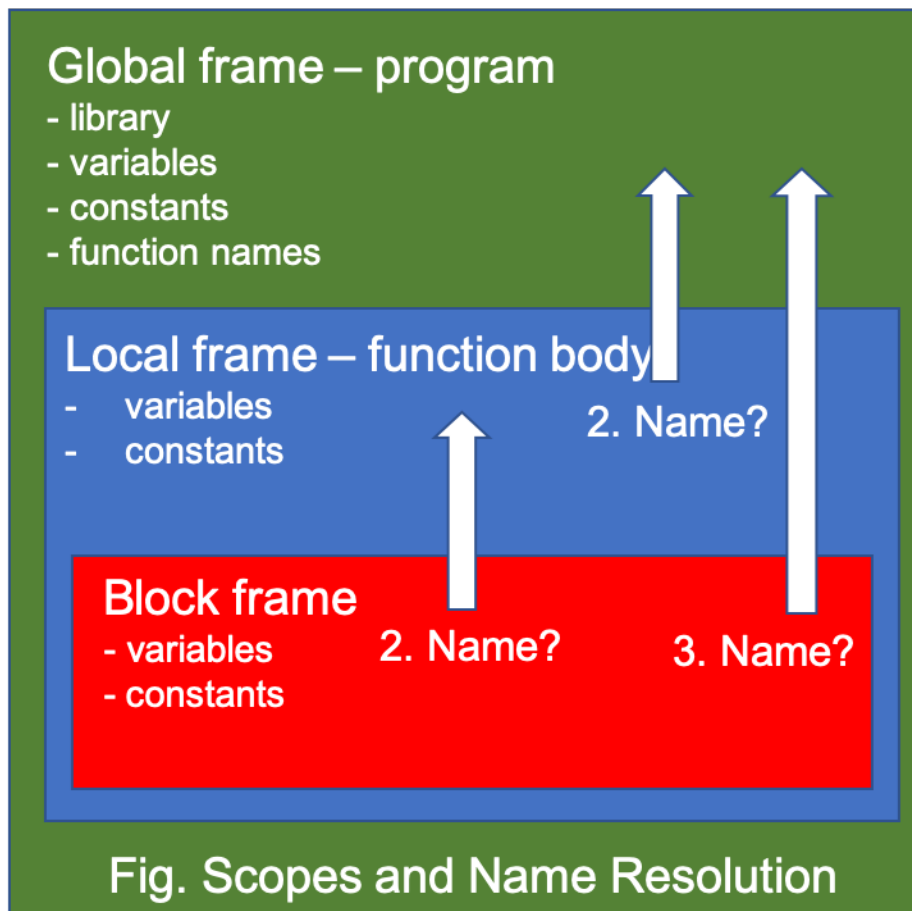 Global frame – program
- library
- variables
- constants
- function names
Local frame – function body
- variables
- constants
2. Name?
Block frame
- variables
- constants
2. Name?
3. Name?
Fig. Scopes and Name Resolution